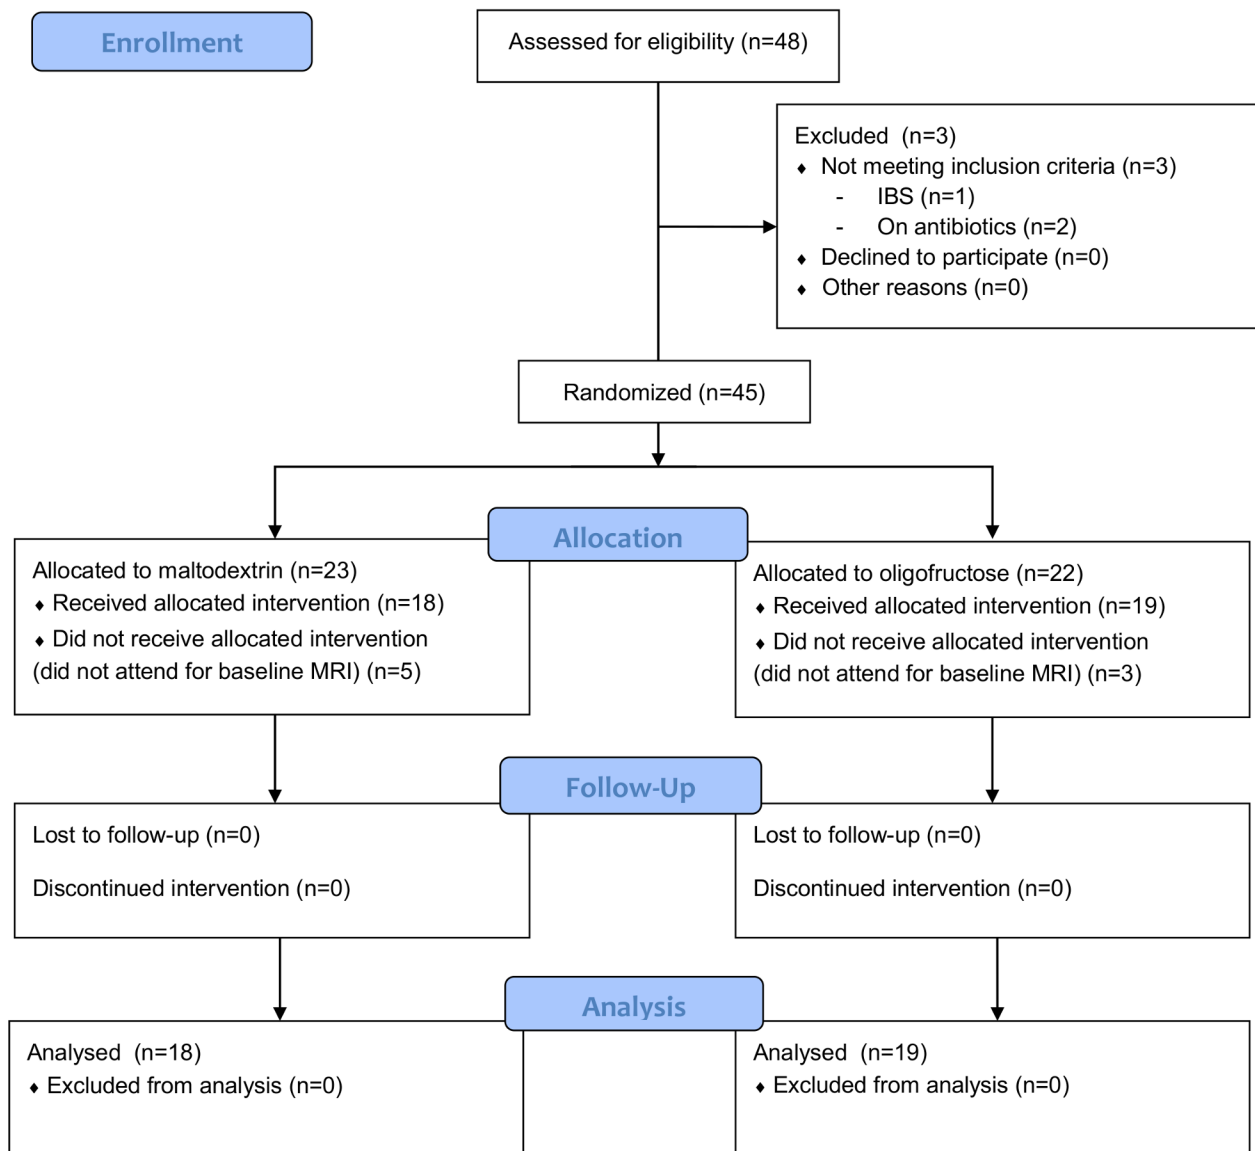 Enrollment
Assessed for eligibility (n=48)
Excluded (n=3)
♦ Not meeting inclusion criteria (n=3)
- IBS (n=1)
- On antibiotics (n=2)
♦ Declined to participate (n=0)
♦ Other reasons (n=0)
Randomized (n=45)
Allocation
Allocated to maltodextrin (n=23)
♦ Received allocated intervention (n=18)
♦ Did not receive allocated intervention
(did not attend for baseline MRI) (n=5)
Allocated to oligofructose (n=22)
♦ Received allocated intervention (n=19)
♦ Did not receive allocated intervention
(did not attend for baseline MRI) (n=3)
Follow-Up
Lost to follow-up (n=0)
Discontinued intervention (n=0)
Lost to follow-up (n=0)
Discontinued intervention (n=0)
Analysis
Analysed (n=18)
♦ Excluded from analysis (n=0)
Analysed (n=19)
♦ Excluded from analysis (n=0)